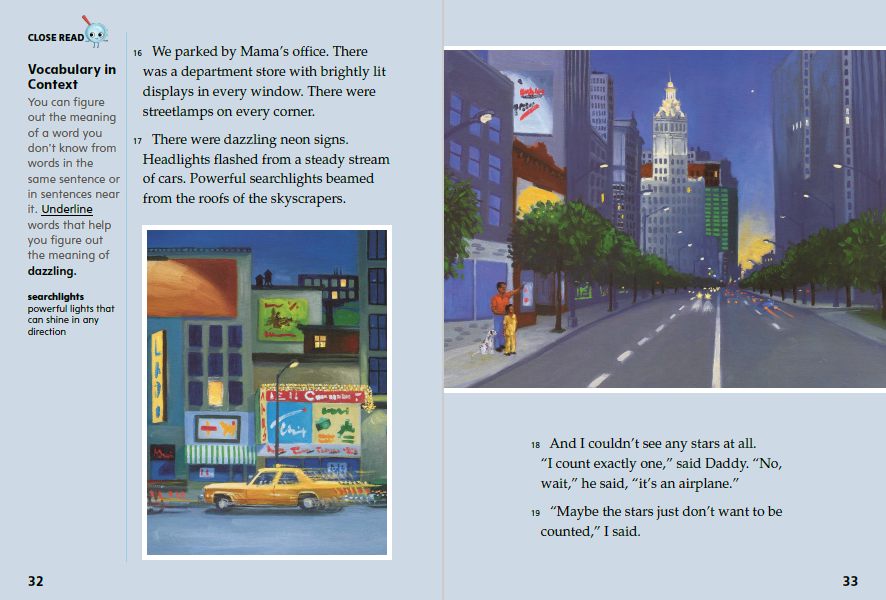 CLOSE READ
Vocabulary in
Context
You can figure
out the meaning
of a word you
don't know from
words in the
same sentence or
in sentences near
it. Underline
words that help
you figure out
the meaning of
dazzling.
searchlights
powerful lights that
can shine in any
direction
16 We parked by Mama's office. There
was a department store with brightly lit
displays in every window. There were
streetlamps on every corner.
17 There were dazzling neon signs.
Headlights flashed from a steady stream
of cars. Powerful searchlights beamed
from the roofs of the skyscrapers.
32
18 And I couldn't see any stars at all.
"I count exactly one," said Daddy. "No,
wait," he said, "it's an airplane."
19 "Maybe the stars just don't want to be
counted," I said.
33